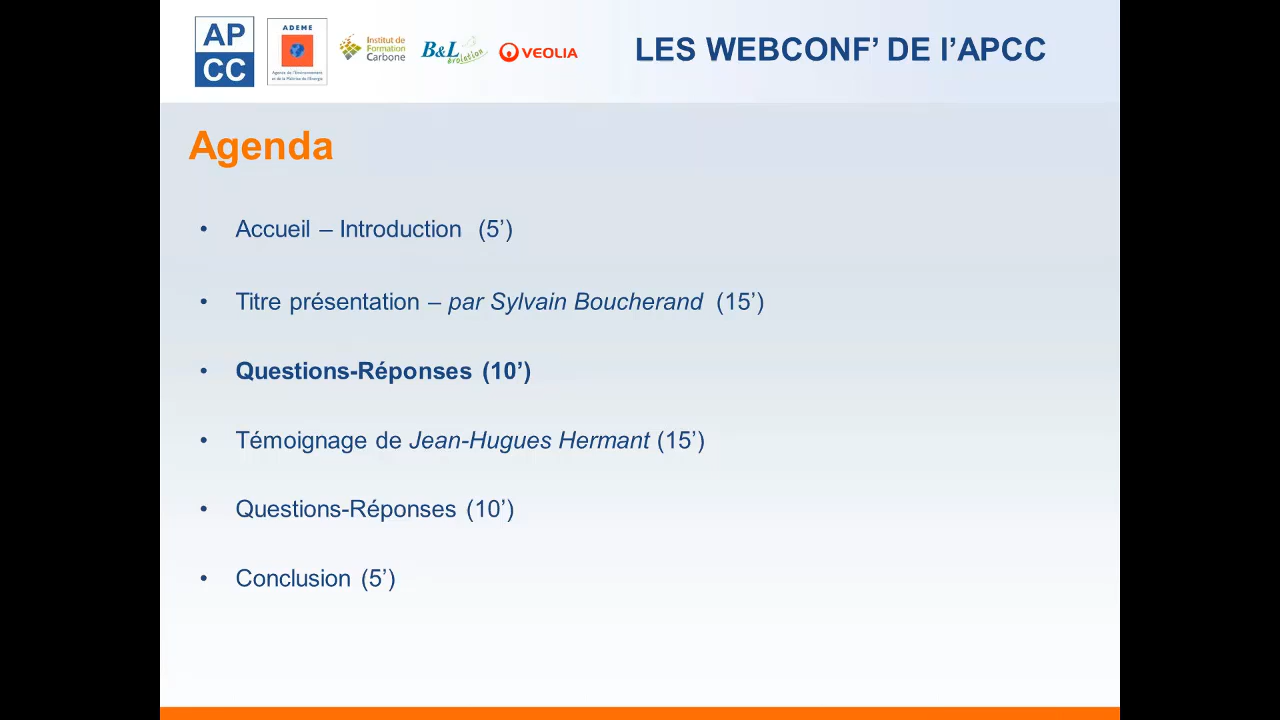 AP
CC
ADEME
Agence de l'Environnement
et de la Maîtrise de l'Energie
Institut de
Formation
Carbone
B&L
évolution
VEOLIA
LES WEBCONF’ DE l’APCC
Agenda
• Accueil – Introduction (5’)
• Titre présentation – par Sylvain Boucherand (15’)
• Questions-Réponses (10’)
• Témoignage de Jean-Hugues Hermant (15’)
• Questions-Réponses (10’)
• Conclusion (5’)